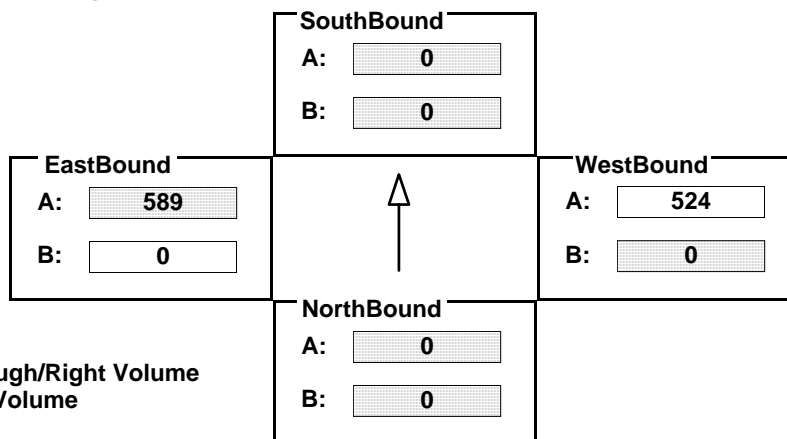 SouthBound
A: 0
B: 0
EastBound
A: 589
B: 0
WestBound
A: 524
B: 0
NorthBound
A: 0
B: 0
ugh/Right Volume
Volume